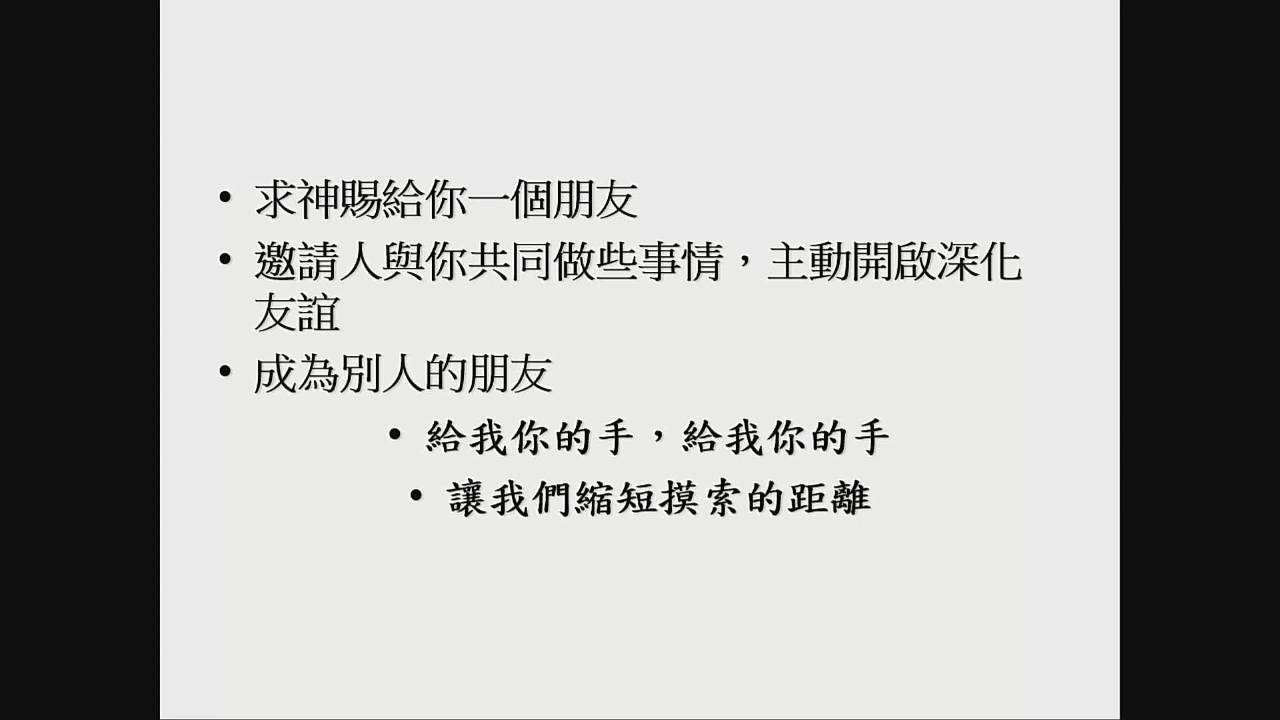 • 求神賜給你一個朋友
• 邀請人與你共同做些事情，主動開啟深化
友誼
• 成為別人的朋友
• 給我你的手，給我你的手
• 讓我們縮短摸索的距離